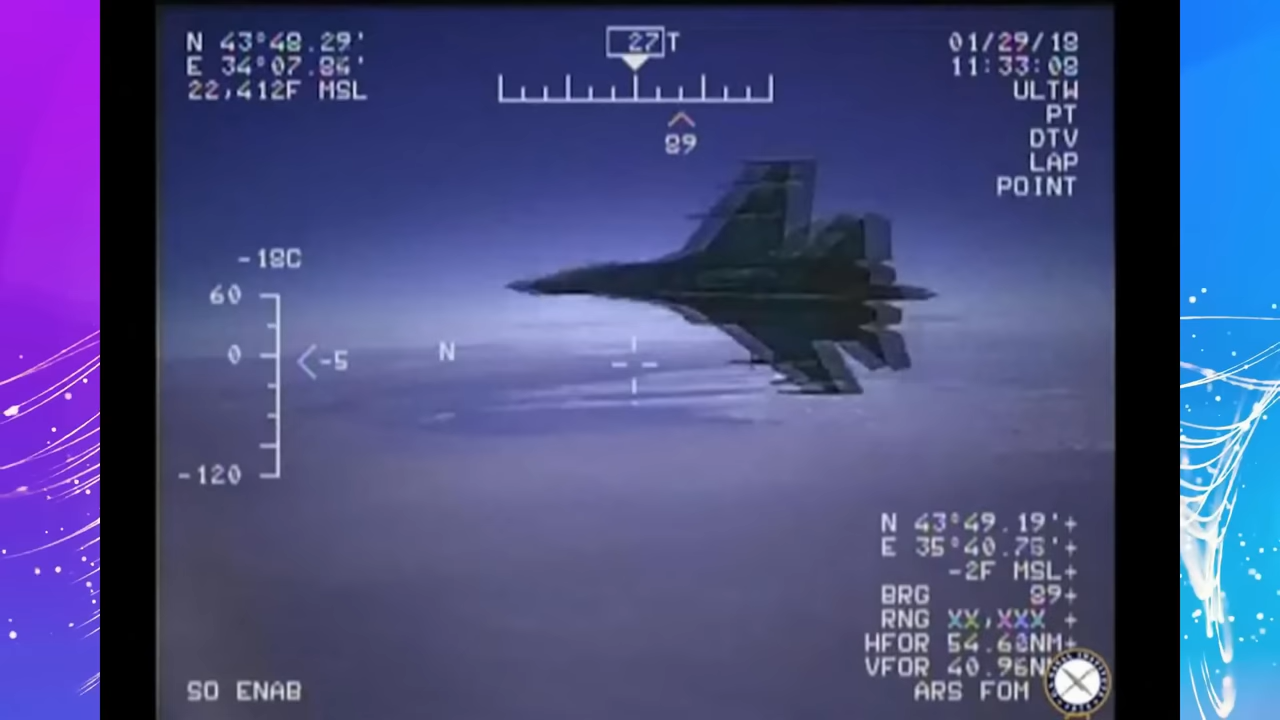 N 43°48.29'
E 34°07.84'
22,412F MSL
27T
89
01/29/18
11:33:08
ULTW
PT
DTV
LAP
POINT
-18C
60
0
-120
<-5
N
N 43°49.19'+
E 35°40.76'+
-2F MSL+
BRG 89+
RNG XX,XXX +
HFOR 54.60NM+
VFOR 40.96N
ARS FOM
SO ENAB